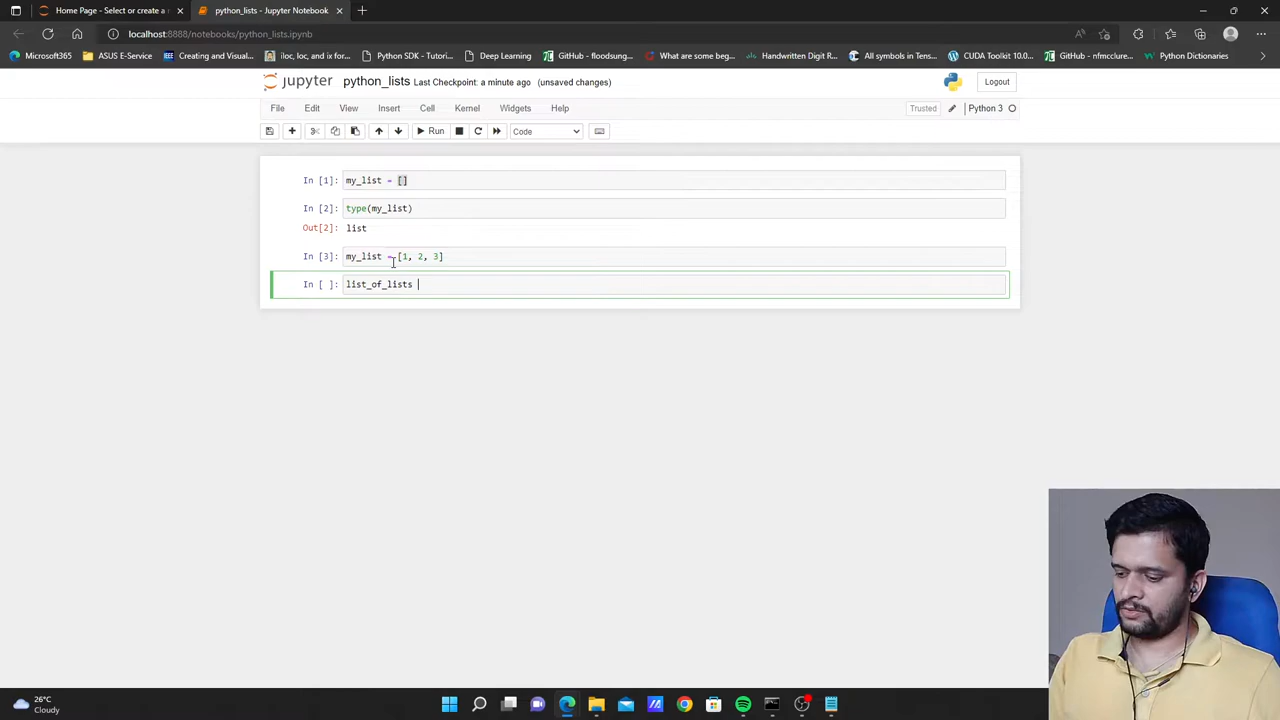 Home Page - Select or create a n
python_lists - Jupyter Notebook
localhost:8888/notebooks/python_lists.ipynb
Microsoft365
ASUS E-Service
Creating and Visual...
iloc, loc, and ix for...
Python SDK - Tutori...
Deep Learning
GitHub - floodsung...
What are some beg...
Handwritten Digit R...
All symbols in Tens...
CUDA Toolkit 10.0...
GitHub - nfmcclure...
Python Dictionaries
jupyter python_lists Last Checkpoint: a minute ago (unsaved changes)
Logout
File Edit View Insert Cell Kernel Widgets Help
Trusted
Python 3
Run
Code
In [1]: my_list = []
In [2]: type(my_list)
Out[2]: list
In [3]: my_list = [1, 2, 3]
In [ ]: list_of_lists
26°C
Cloudy